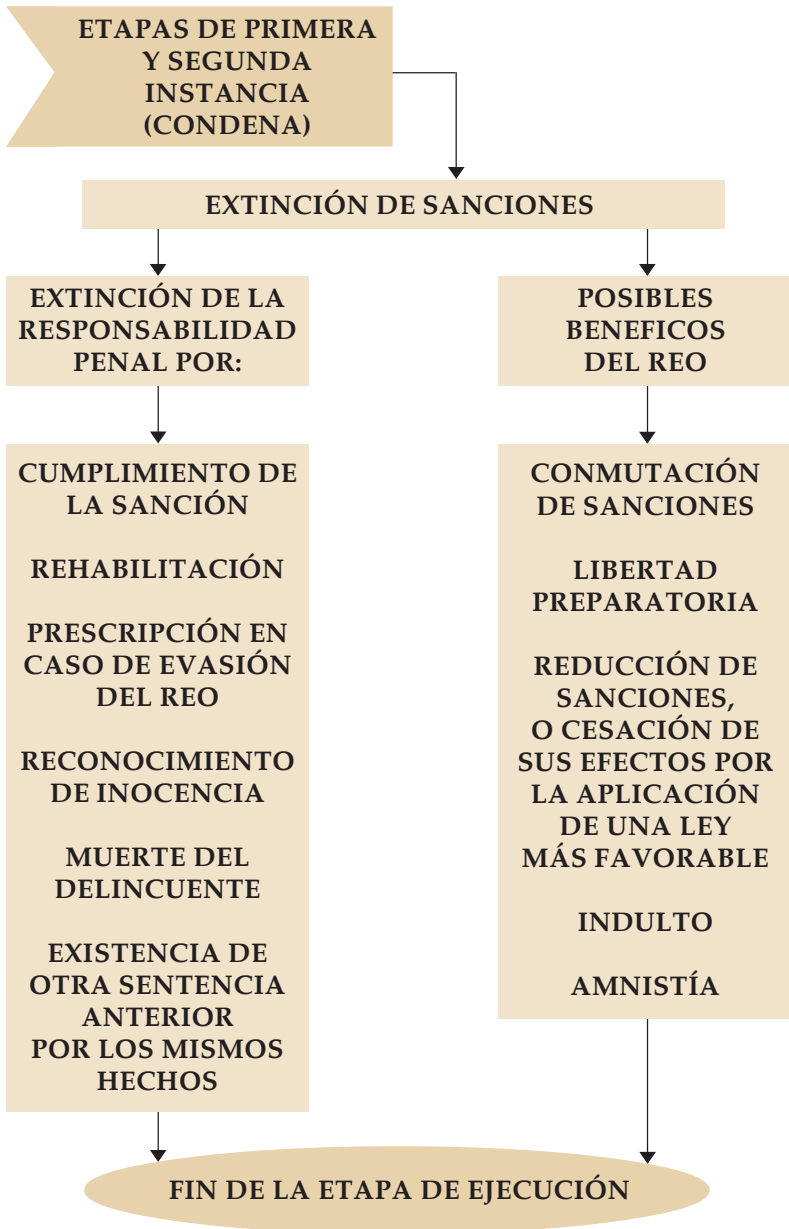 ETAPAS DE PRIMERA
Y SEGUNDA
INSTANCIA
(CONDENA)
EXTINCIÓN DE SANCIONES
EXTINCIÓN DE LA
RESPONSABILIDAD
PENAL POR:
CUMPLIMIENTO DE
LA SANCIÓN
REHABILITACIÓN
PRESCRIPCIÓN EN
CASO DE EVASIÓN
DEL REO
RECONOCIMIENTO
DE INOCENCIA
MUERTE DEL
DELINCUENTE
EXISTENCIA DE
OTRA SENTENCIA
ANTERIOR
POR LOS MISMOS
HECHOS
POSIBLES
BENEFICOS
DEL REO
CONMUTACIÓN
DE SANCIONES
LIBERTAD
PREPARATORIA
REDUCCIÓN DE
SANCIONES,
O CESACIÓN DE
SUS EFECTOS POR
LA APLICACIÓN
DE UNA LEY
MÁS FAVORABLE
INDULTO
AMNISTÍA
FIN DE LA ETAPA DE EJECUCIÓN